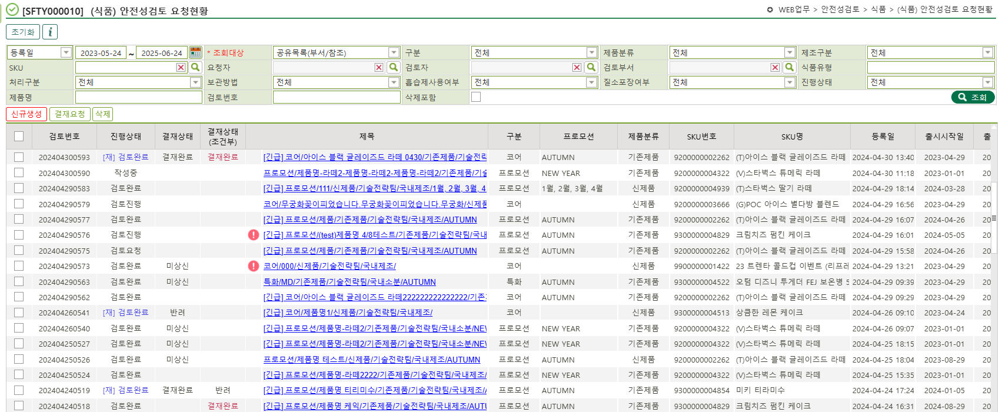 [SFTY000010] (식품) 안전성검토 요청현황
WEB업무 > 안전성검토 > 식품 > (식품) 안전성검토 요청현황
초기화 i
등록일 2023-05-24 ~ 2025-06-24 * 조회대상 공유목록(부서/참조) 구분 전체 제품분류 전체 제조구분 전체
SKU 요청자 검토자 검토부서 식품유형
처리구분 전체 보관방법 전체 흡습제사용여부 전체 질소포장여부 전체 진행상태 전체
제품명 검토번호 삭제포함 조회
신규생성 결재요청 삭제
검토번호 진행상태 결재상태 결재상태 (조건부) 제목 구분 프로모션 제품분류 SKU번호 SKU명 등록일 출시시작일 출
202404300593 [재] 검토완료 결재완료 결재완료 [긴급] 코어/아이스 블랙 글레이즈드 라떼 0430/기존제품/기술전략 코어 AUTUMN 기존제품 9200000002262 (T)아이스 블랙 글레이즈드 라떼 2024-04-30 13:40 2023-04-29 20
202404300590 작성중 프로모션/제품명-라떼2-제품명-라떼2-제품명-라떼2/기존제품/기술 프로모션 NEW YEAR 기존제품 9200000004322 (V)스타벅스 튜메릭 라떼 2024-04-30 11:18 2023-01-01 20
202404290583 검토완료 [긴급] 프로모션/111/신제품/기술전략팀/국내제조/1월, 2월, 3월, 4 프로모션 1월, 2월, 3월, 4월 신제품 9200000004939 (T)스타벅스 딸기 라떼 2024-04-29 18:14 2024-03-28 20
202404290579 검토진행 코어/무궁화꽃이피었습니다.무궁화꽃이피었습니다.무궁화/신제품 코어 신제품 9200000003666 (G)POC 아이스 별다방 블렌드 2024-04-29 16:56 2023-04-29 20
202404290577 검토완료 [긴급] 프로모션/제품/기존제품/기술전략팀/국내제조/AUTUMN 프로모션 AUTUMN 기존제품 9200000002262 (T)아이스 블랙 글레이즈드 라떼 2024-04-29 16:07 2024-04-26 20
202404290576 검토진행 [긴급] 프로모션/(test)제품명 4/8테스트/기존제품/기술전략팀/국내 프로모션 AUTUMN 기존제품 9300000004829 크림치즈 펌킨 케이크 2024-04-29 16:01 2024-05-05 20
202404290575 검토요청 [긴급] 프로모션/제품/기존제품/기술전략팀/국내제조/AUTUMN 프로모션 AUTUMN 기존제품 9200000002262 (T)아이스 블랙 글레이즈드 라떼 2024-04-29 15:58 2024-04-26 20
202404290573 검토완료 미상신 코어/000/신제품/기술전략팀/국내제조/ 코어 신제품 9900000001422 23 트렌타 콜드컵 이벤트 (리프레 2024-04-29 13:21 2023-04-29 20
202404290563 검토완료 미상신 특화/MD/기존제품/기술전략팀/국내소분/AUTUMN 특화 AUTUMN 기존제품 9300000004522 오텀 디즈니 투게더 FEJ 보온병 5 2024-04-29 09:39 2023-04-29 20
202404290562 검토완료 [긴급] 코어/아이스 블랙 글레이즈드 라떼222222222222222/기존 코어 AUTUMN 기존제품 9200000002262 (T)아이스 블랙 글레이즈드 라떼 2024-04-29 09:29 2023-04-29 20
202404260541 [재] 검토완료 반려 [긴급] 코어/제품명1/신제품/기술전략팀/국내제조/ 코어 신제품 9300000004513 상큼한 레몬 케이크 2024-04-26 09:10 2023-04-24 20
202404260540 검토완료 미상신 [긴급] 프로모션/제품명-라떼2/기존제품/기술전략팀/국내소분/NEW 프로모션 NEW YEAR 기존제품 9200000004322 (V)스타벅스 튜메릭 라떼 2024-04-26 09:07 2023-01-01 20
202404250527 검토완료 미상신 [긴급] 프로모션/제품명-라떼2/기존제품/기술전략팀/국내소분/NEW 프로모션 NEW YEAR 기존제품 9200000004322 (V)스타벅스 튜메릭 라떼 2024-04-25 18:15 2023-01-01 20
202404250526 검토완료 미상신 프로모션/제품명 테스트/신제품/기술전략팀/국내제조/AUTUMN 프로모션 AUTUMN 신제품 9200000002262 (T)아이스 블랙 글레이즈드 라떼 2024-04-25 18:04 2023-08-29 20
202404250524 검토완료 [긴급] 프로모션/제품명-라떼2222/기존제품/기술전략팀/국내제조/ 프로모션 NEW YEAR 기존제품 9200000004322 (V)스타벅스 튜메릭 라떼 2024-04-25 15:35 2023-01-01 20
202404240519 [재] 검토완료 결재완료 반려 [긴급] 프로모션/제품명 티리미수/기존제품/기술전략팀/국내제조/A 프로모션 AUTUMN 기존제품 9300000004854 미키 티라미수 2024-04-24 17:24 2024-01-05 20
202404240518 검토완료 결재완료 [긴급] 프로모션/제품명 케익/기존제품/기술전략팀/국내제조/AUTU 프로모션 AUTUMN 기존제품 9300000004829 크림치즈 펌킨 케이크 2024-04-24 16:31 2024-08-29 20